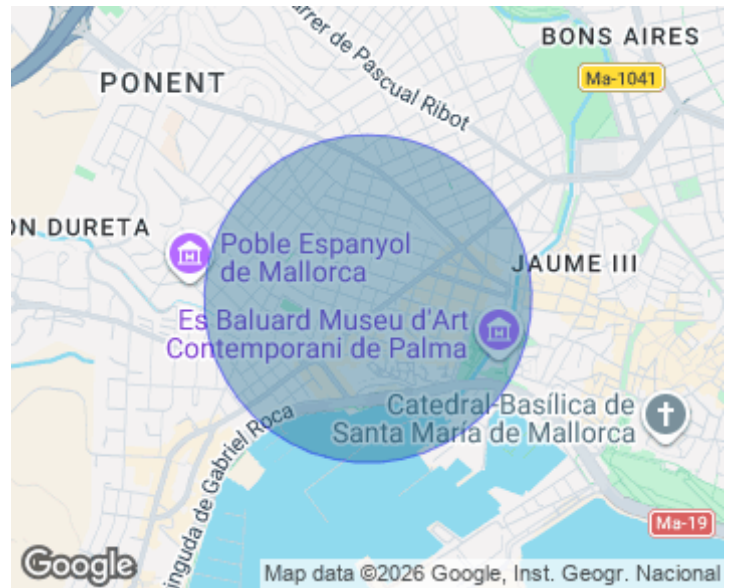 BONS AIRES
Ma-1041
PONENT
rrer de Pascual Ribot
ON DURETA
Poble Espanyol
de Mallorca
JAUME III
Es Baluard Museu d'Art
Contemporani de Palma
Catedral-Basílica de
Santa María de Mallorca
inguda de Gabriel Roca
Ma-19
Google
Map data ©2026 Google, Inst. Geogr. Nacional